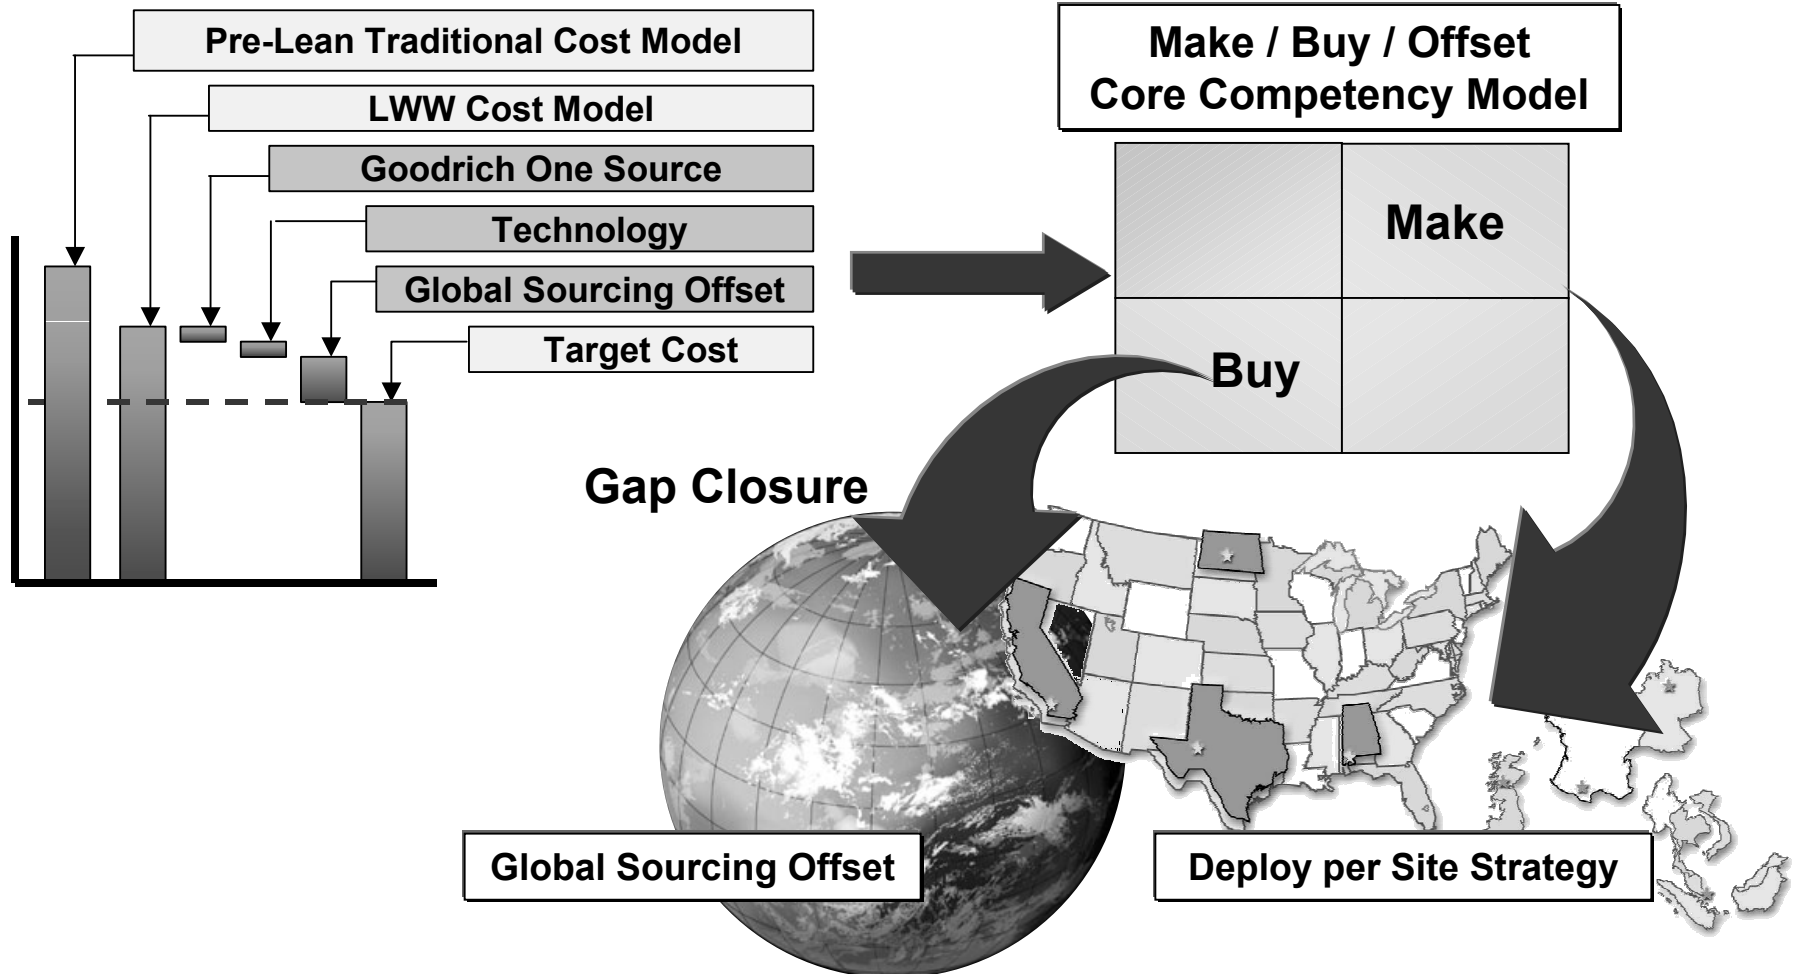 Pre-Lean Traditional Cost Model
LWW Cost Model
Goodrich One Source
Technology
Global Sourcing Offset
Target Cost
Make / Buy / Offset
Core Competency Model
Make
Buy
Gap Closure
Global Sourcing Offset
Deploy per Site Strategy